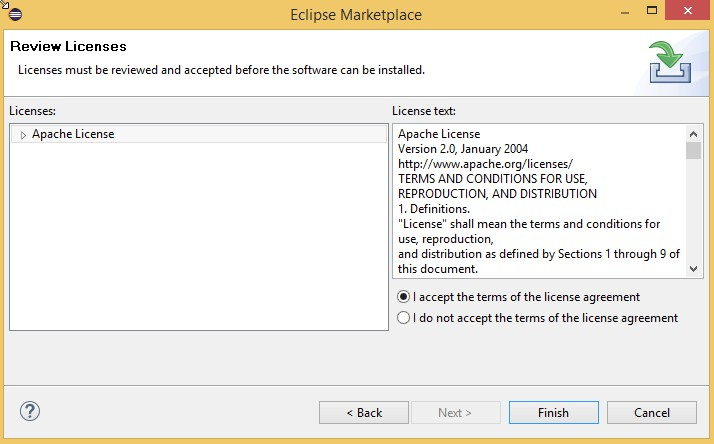 Eclipse Marketplace
Review Licenses
Licenses must be reviewed and accepted before the software can be installed.
Licenses:
Apache License
License text:
Apache License
Version 2.0, January 2004
http://www.apache.org/licenses/
TERMS AND CONDITIONS FOR USE,
REPRODUCTION, AND DISTRIBUTION
1. Definitions.
"License" shall mean the terms and conditions for
use, reproduction,
and distribution as defined by Sections 1 through 9 of
this document.
I accept the terms of the license agreement
I do not accept the terms of the license agreement
?
< Back
Next >
Finish
Cancel